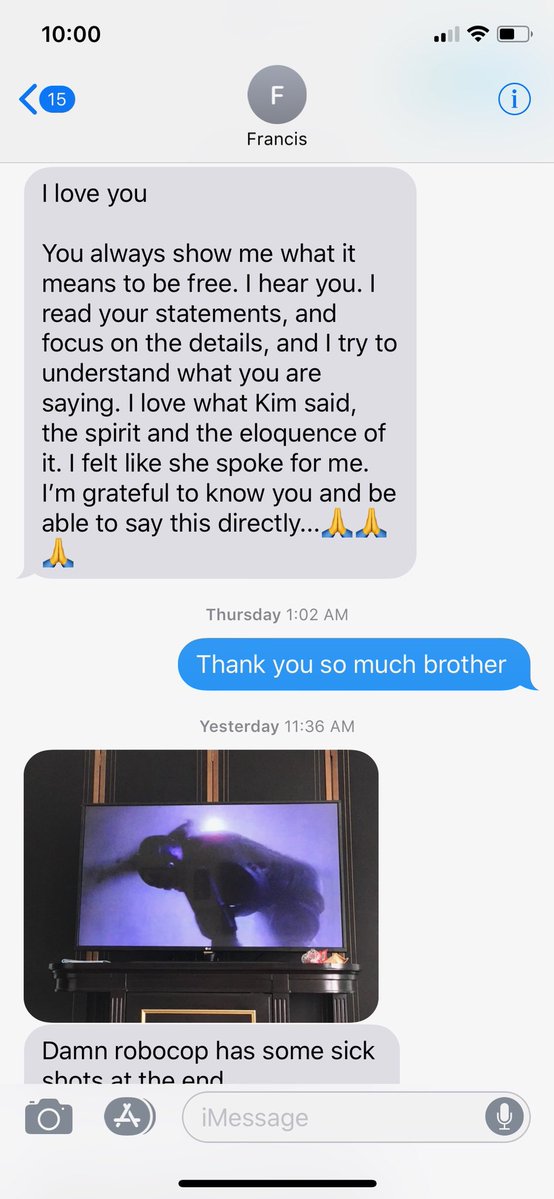 10:00
15
F
Francis
I love you
You always show me what it
means to be free. I hear you. I
read your statements, and
focus on the details, and I try to
understand what you are
saying. I love what Kim said,
the spirit and the eloquence of
it. I felt like she spoke for me.
I’m grateful to know you and be
able to say this directly...🙏🙏
🙏
Thursday 1:02 AM
Thank you so much brother
Yesterday 11:36 AM
Damn robocop has some sick
shots at the end
iMessage